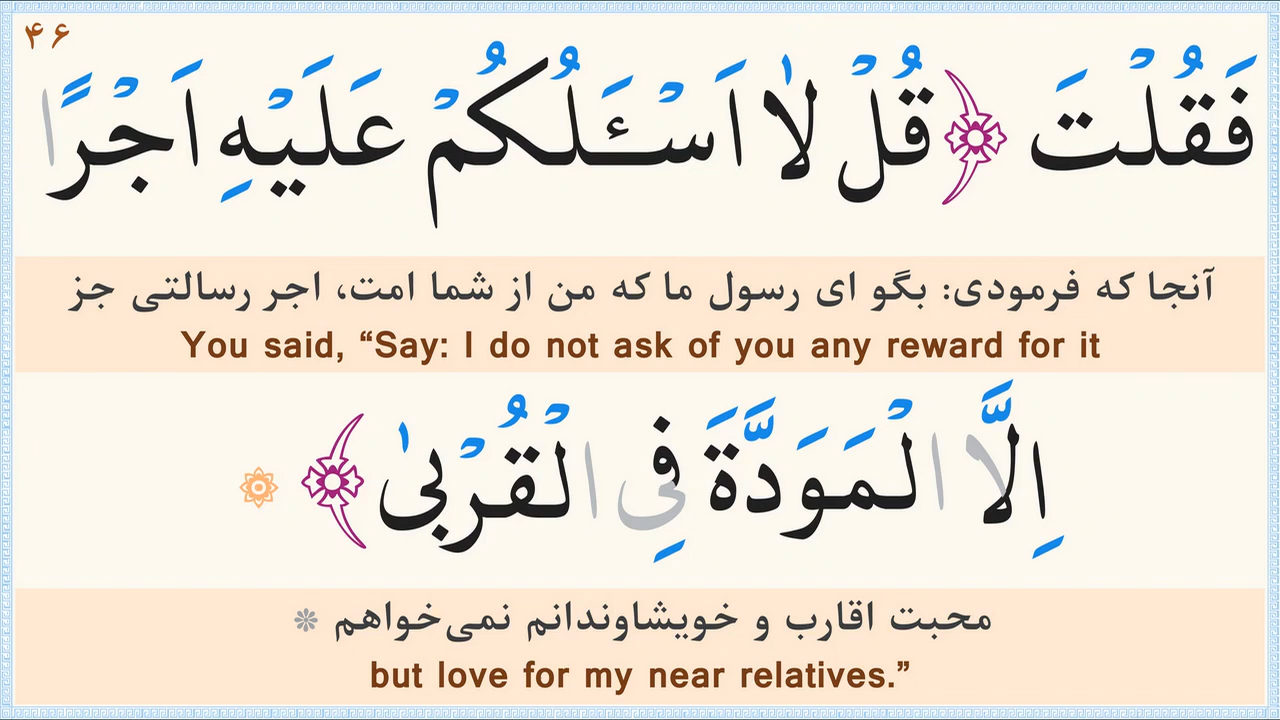 ۴۶
فَقُلْتَ ﴿قُلْ لٰا اَسْـَٔلُكُمْ عَلَيْهِ اَجْرًا
آنجا که فرمودی: بگو ای رسول ما که من از شما امت، اجر رسالتی جز
You said, “Say: I do not ask of you any reward for it
اِلَّا الْمَوَدَّةَ فِی الْقُرْبىٰ﴾
محبت اقارب و خویشاوندانم نمی‌خواهم
but love for my near relatives.”